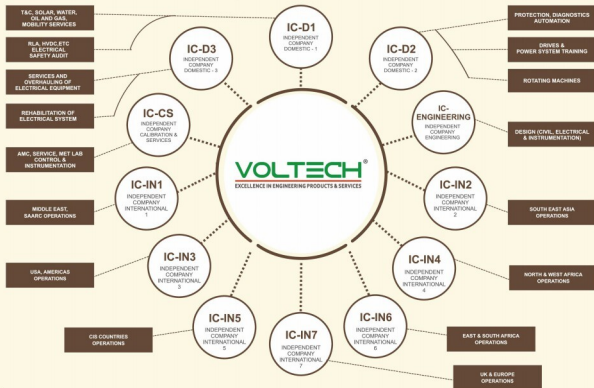 T&C, SOLAR, WATER,
OIL AND GAS,
MOBILITY SERVICES
RLA, HVDC,ETC
ELECTRICAL
SAFETY AUDIT
SERVICES AND
OVERHAULING OF
ELECTRICAL EQUIPMENT
REHABILITATION OF
ELECTRICAL SYSTEM
AMC, SERVICE, MET LAB
CONTROL &
INSTRUMENTATION
MIDDLE EAST,
SAARC OPERATIONS
USA, AMERICAS
OPERATIONS
CIS COUNTRIES
OPERATIONS
IC-D1
INDEPENDENT
COMPANY
DOMESTIC - 1
IC-D3
INDEPENDENT
COMPANY
DOMESTIC - 3
IC-D2
INDEPENDENT
COMPANY
DOMESTIC - 2
IC-CS
INDEPENDENT
COMPANY
CALIBRATION &
SERVICES
IC-
ENGINEERING
INDEPENDENT
COMPANY
ENGINEERING
VOLTECH®
EXCELLENCE IN ENGINEERING PRODUCTS & SERVICES
IC-IN1
INDEPENDENT
COMPANY
INTERNATIONAL
1
IC-IN2
INDEPENDENT
COMPANY
INTERNATIONAL
2
IC-IN3
INDEPENDENT
COMPANY
INTERNATIONAL
3
IC-IN4
INDEPENDENT
COMPANY
INTERNATIONAL
4
IC-IN5
INDEPENDENT
COMPANY
INTERNATIONAL
5
IC-IN7
INDEPENDENT
COMPANY
INTERNATIONAL
7
IC-IN6
INDEPENDENT
COMPANY
INTERNATIONAL
6
PROTECTION, DIAGNOSTICS
AUTOMATION
DRIVES &
POWER SYSTEM TRAINING
ROTATING MACHINES
DESIGN (CIVIL, ELECTRICAL
& INSTRUMENTATION)
SOUTH EAST ASIA
OPERATIONS
NORTH & WEST AFRICA
OPERATIONS
EAST & SOUTH AFRICA
OPERATIONS
UK & EUROPE
OPERATIONS